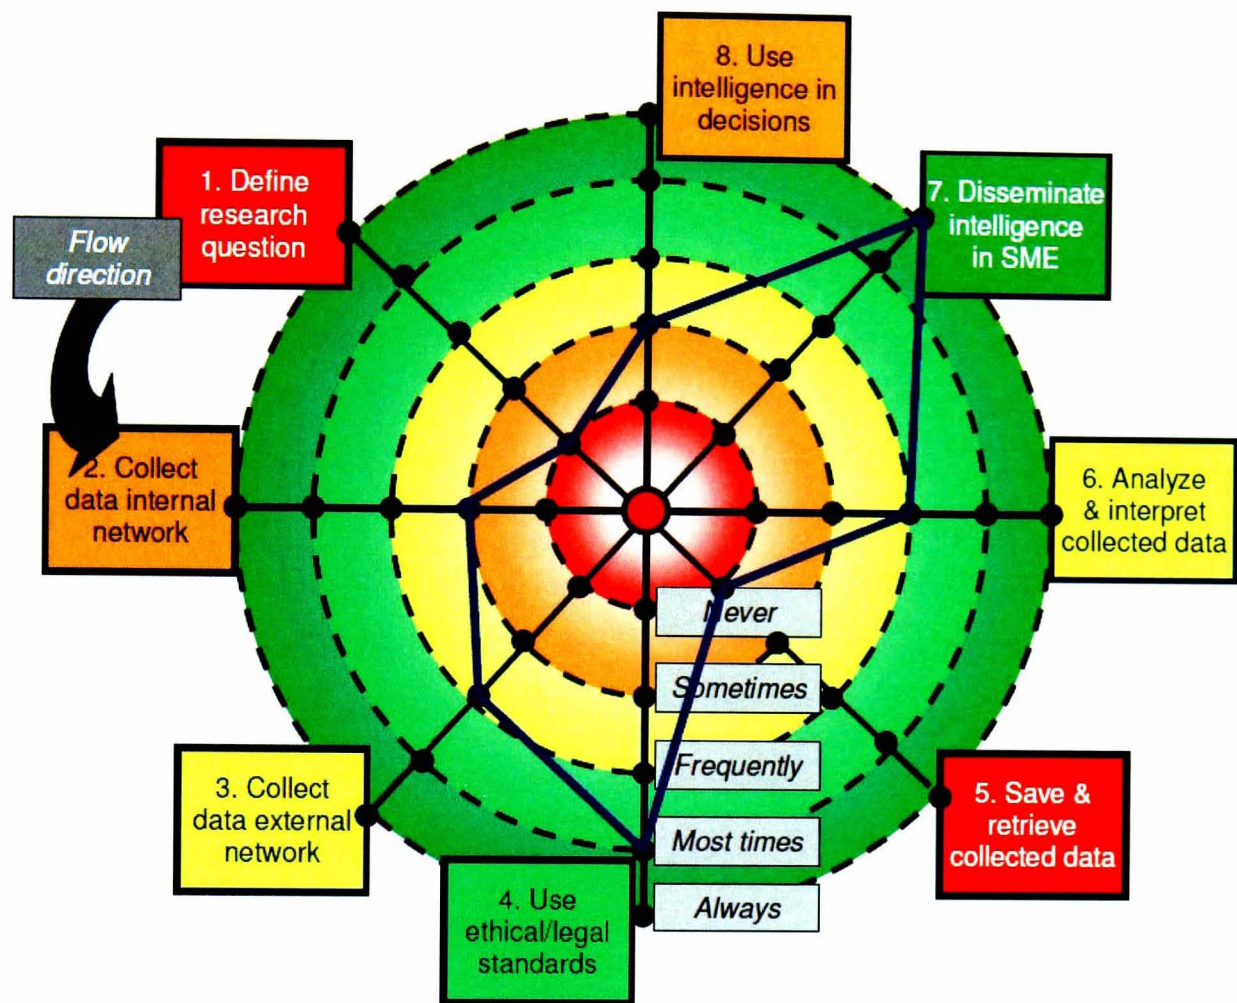 8. Use
intelligence in
decisions
1. Define
research
question
7. Disseminate
intelligence
in SME
Flow
direction
2. Collect
data internal
network
6. Analyze
& interpret
collected data
Never
Sometimes
Frequently
Most times
Always
3. Collect
data external
network
5. Save &
retrieve
collected data
4. Use
ethical/legal
standards